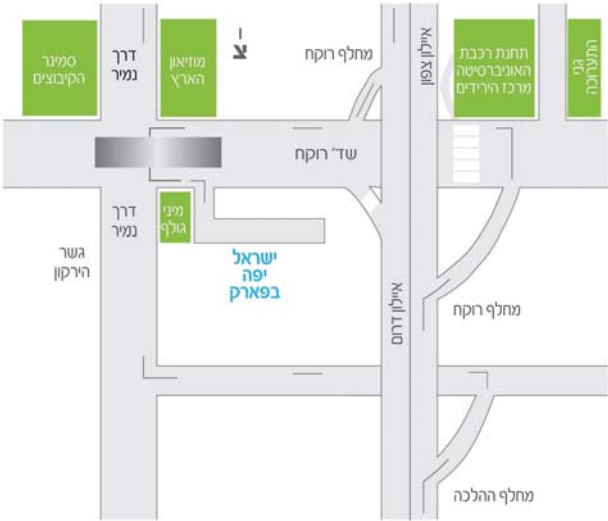 גני
התערוכה
תחנת רכבת
האוניברסיטה
מרכז הירידים
איילון צפון
מחלף רוקח
צ
מוזיאון
הארץ
דרך
נמיר
סמינר
הקיבוצים
שד' רוקח
מיני
גולף
דרך
נמיר
גשר
הירקון
ישראל
יפה
בפארק
איילון דרום
מחלף רוקח
מחלף ההלכה